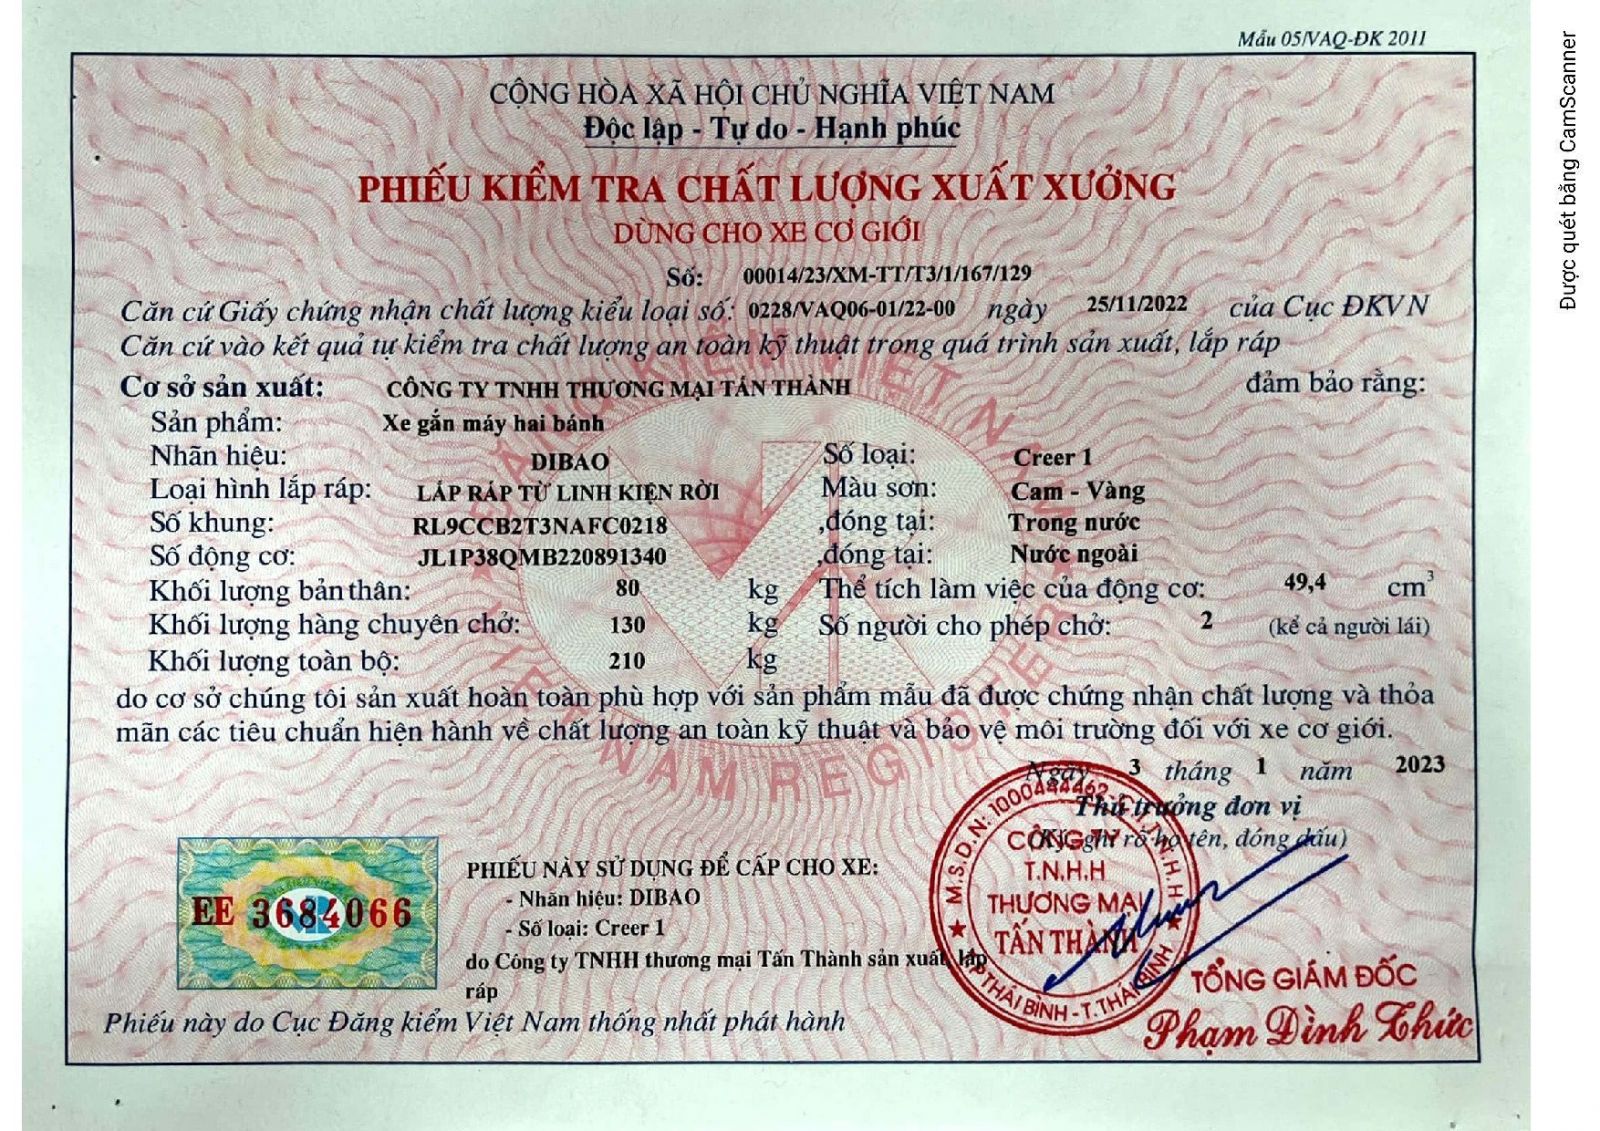 Mẫu 05/VAQ-ĐK 2011
CỘNG HÒA XÃ HỘI CHỦ NGHĨA VIỆT NAM
Độc lập - Tự do - Hạnh phúc
PHIẾU KIỂM TRA CHẤT LƯỢNG XUẤT XƯỞNG
DÙNG CHO XE CƠ GIỚI
Số: 00014/23/XM-TT/T3/1/167/129
Căn cứ Giấy chứng nhận chất lượng kiểu loại số: 0228/VAQ06-01/22-00 ngày 25/11/2022 của Cục ĐKVN
Căn cứ vào kết quả tự kiểm tra chất lượng an toàn kỹ thuật trong quá trình sản xuất, lắp ráp
Cơ sở sản xuất: CÔNG TY TNHH THƯƠNG MẠI TẤN THÀNH đảm bảo rằng:
Sản phẩm: Xe gắn máy hai bánh
Nhãn hiệu: DIBAO Số loại: Creer 1
Loại hình lắp ráp: LẮP RÁP TỪ LINH KIỆN RỜI Màu sơn: Cam - Vàng
Số khung: RL9CCB2T3NAFC0218 ,đóng tại: Trong nước
Số động cơ: JL1P38QMB220891340 ,đóng tại: Nước ngoài
Khối lượng bản thân: 80 kg Thể tích làm việc của động cơ: 49,4 cm³
Khối lượng hàng chuyên chở: 130 kg Số người cho phép chở: 2 (kể cả người lái)
Khối lượng toàn bộ: 210 kg
do cơ sở chúng tôi sản xuất hoàn toàn phù hợp với sản phẩm mẫu đã được chứng nhận chất lượng và thỏa
mãn các tiêu chuẩn hiện hành về chất lượng an toàn kỹ thuật và bảo vệ môi trường đối với xe cơ giới.
ĐĂNG KIỂM VIỆT NAM
VIETNAM REGISTER
Ngày 3 tháng 1 năm 2023
Thủ trưởng đơn vị
(Ký, ghi rõ họ tên, đóng dấu)
M.S.D.N: 1000444462-C.T.T.N.H.H
CÔNG TY
T.N.H.H
THƯƠNG MẠI
TẤN THÀNH
TP THÁI BÌNH - T.THÁI BÌNH
TỔNG GIÁM ĐỐC
Phạm Đình Thức
EE 3684066
PHIẾU NÀY SỬ DỤNG ĐỂ CẤP CHO XE:
- Nhãn hiệu: DIBAO
- Số loại: Creer 1
do Công ty TNHH thương mại Tấn Thành sản xuất, lắp
ráp
Phiếu này do Cục Đăng kiểm Việt Nam thống nhất phát hành
Được quét bằng CamScanner